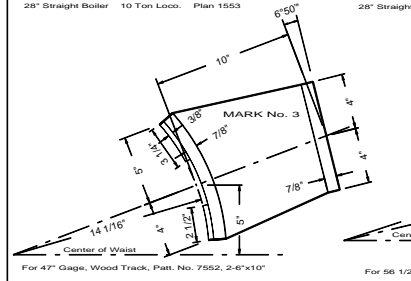 28" Straight Boiler 10 Ton Loco. Plan 1553
28" Straight
6°50'
10"
MARK No. 3
4"
3/8"
7/8"
3 1/4"
5"
4"
7/8"
2 1/2"
5"
4"
14 1/16"
Center of Waist
Cen
For 47" Gage, Wood Track, Patt. No. 7552, 2-6"x10"
For 56 1/2